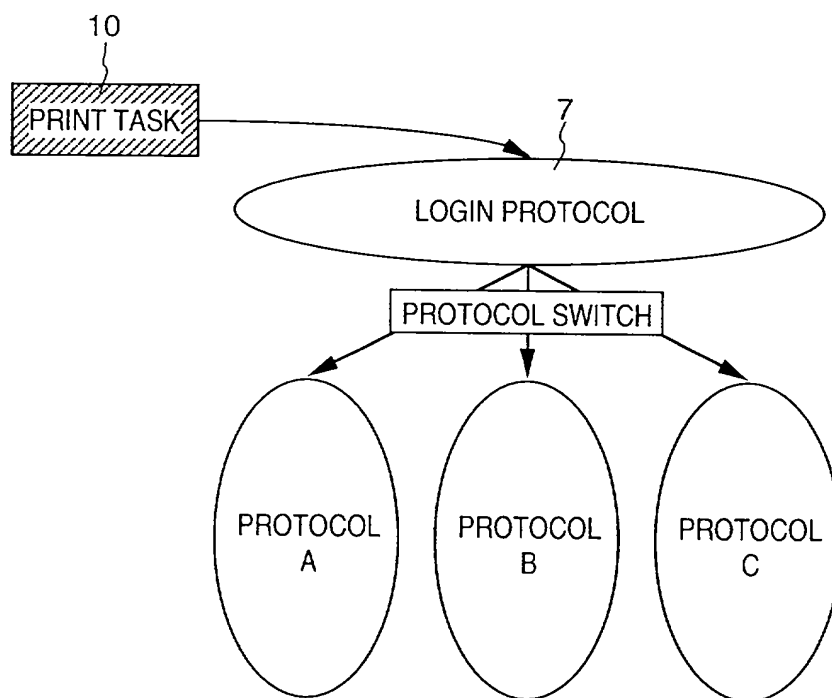 10
PRINT TASK
7
LOGIN PROTOCOL
PROTOCOL SWITCH
PROTOCOL
A
PROTOCOL
B
PROTOCOL
C